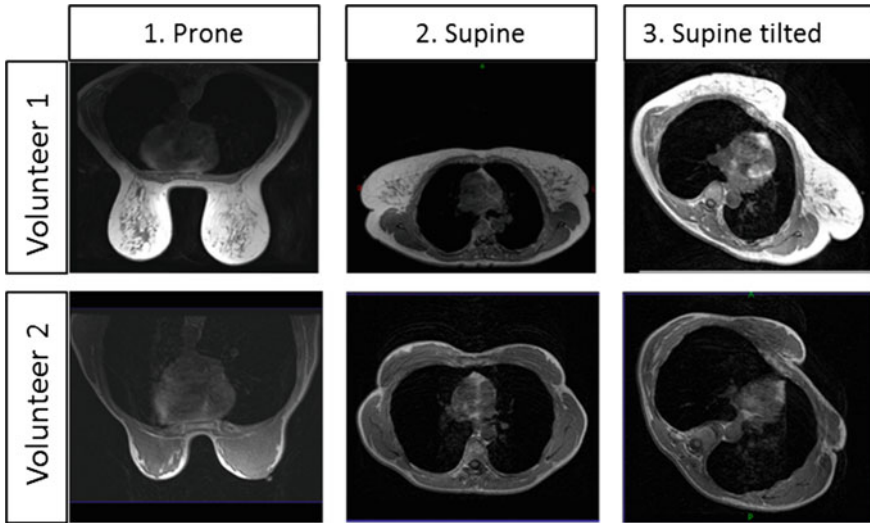 1. Prone
2. Supine
3. Supine tilted
Volunteer 1
Volunteer 2